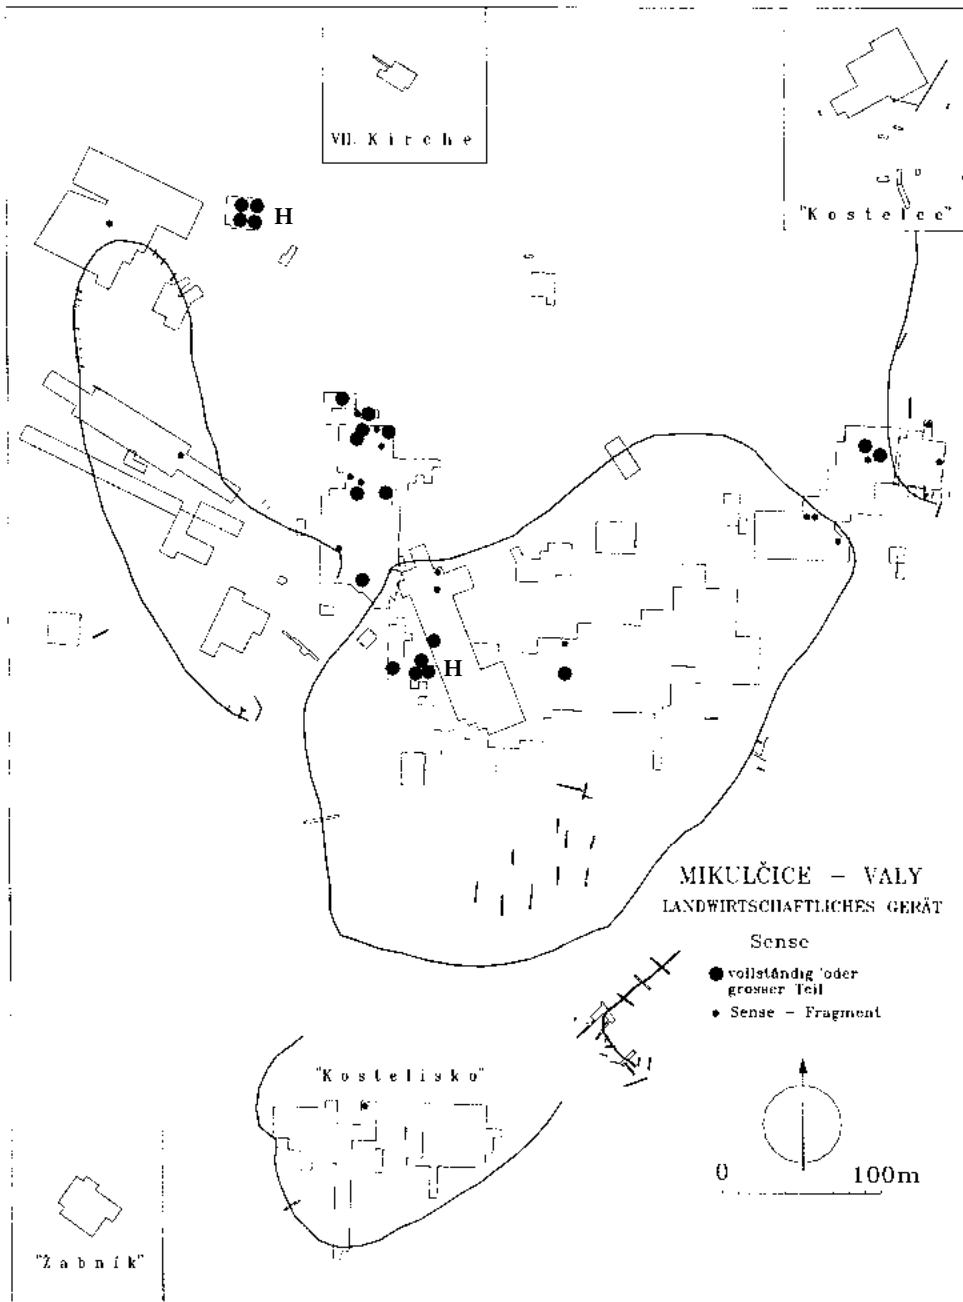 VII. Kirche
"Kostelec"
H
H
MIKULČICE – VALY
LANDWIRTSCHAFTLICHES GERÄT
Sense
vollständig oder
grosser Teil
Sense – Fragment
"Kostelisko"
0 100m
"Žabník"